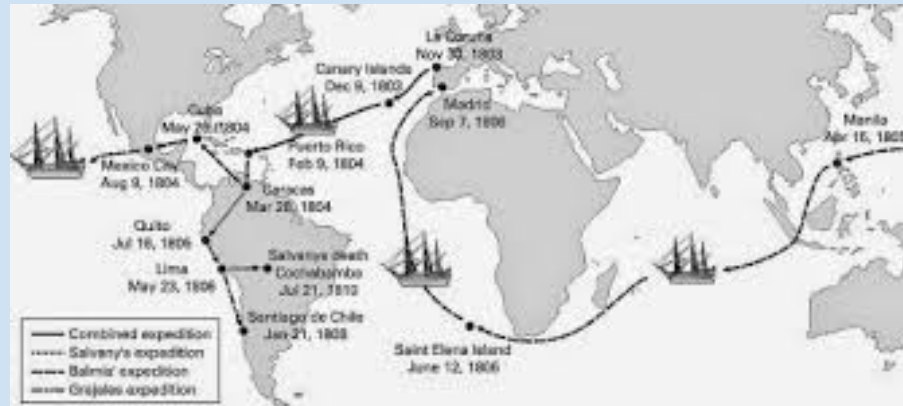 La Coruña
Nov 30, 1803
Canary Islands
Dec 9, 1803
Cuba
May 26, 1804
Madrid
Sep 7, 1806
Manila
Apr 15, 1805
Puerto Rico
Feb 9, 1804
Mexico City
Aug 9, 1804
Caracas
Mar 28, 1804
Quito
Jul 16, 1805
Salvanys death
Cochabamba
Jul 21, 1810
Lima
May 23, 1806
Santiago de Chile
Jan 21, 1808
Saint Elena Island
June 12, 1806
Combined expedition
Salvany's expedition
Balmis' expedition
Grajales expedition